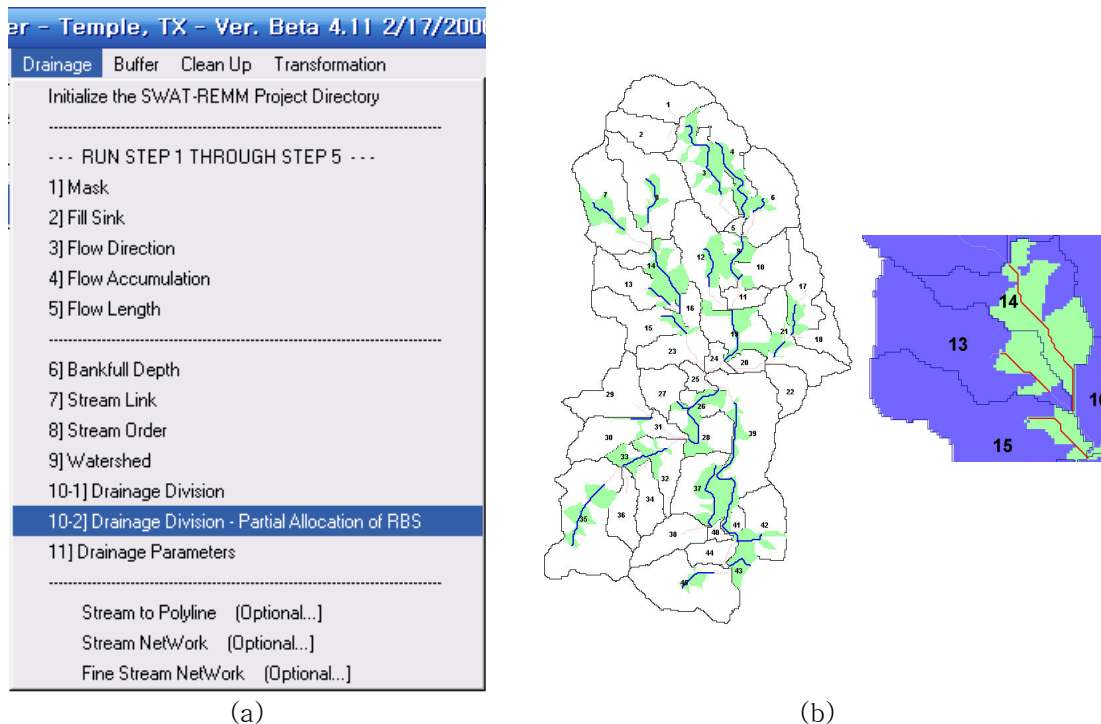 er - Temple, TX - Ver. Beta 4.11 2/17/200
Drainage Buffer Clean Up Transformation
Initialize the SWAT-REMM Project Directory
--- RUN STEP 1 THROUGH STEP 5 ---
1] Mask
2] Fill Sink
3] Flow Direction
4] Flow Accumulation
5] Flow Length
6] Bankfull Depth
7] Stream Link
8] Stream Order
9] Watershed
10-1] Drainage Division
10-2] Drainage Division - Partial Allocation of RBS
11] Drainage Parameters
Stream to Polyline (Optional...]
Stream NetWork (Optional...]
Fine Stream NetWork (Optional...]
(a)
1
2
4
3
7
6
5
9
12
10
14
13
17
11
16
15
19
21
18
23
24
20
25
22
29
27
26
31
39
30
28
33
32
37
35
36
34
38
40
41
42
44
43
14
13
15
(b)